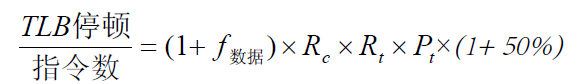 TLB停顿/指令数 = (1+ f数据)×Rc×Rt×Pt×(1+ 50%)